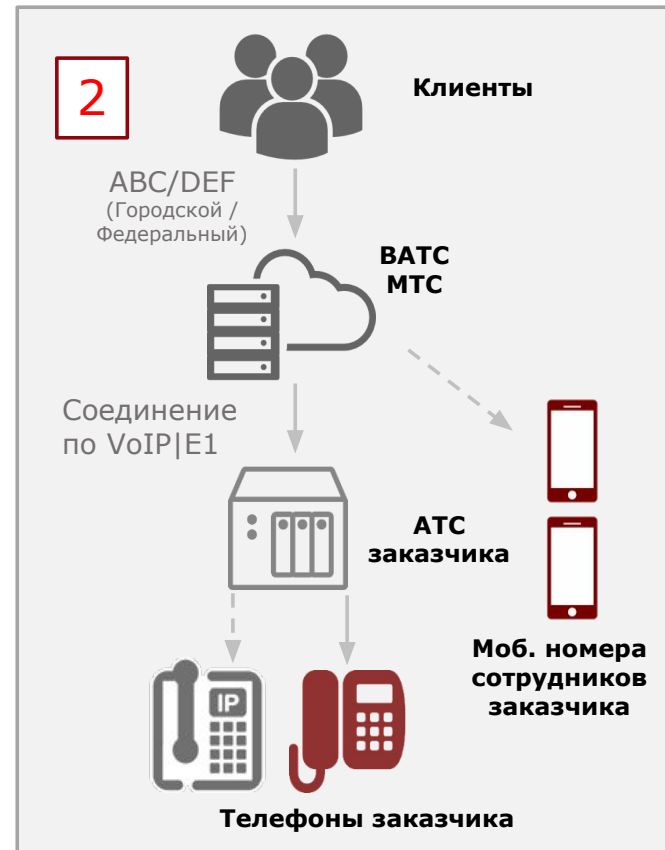 2
Клиенты
ABC/DEF
(Городской /
Федеральный)
ВАТС
МТС
Соединение
по VoIP|E1
АТС
заказчика
Моб. номера
сотрудников
заказчика
IP
Телефоны заказчика